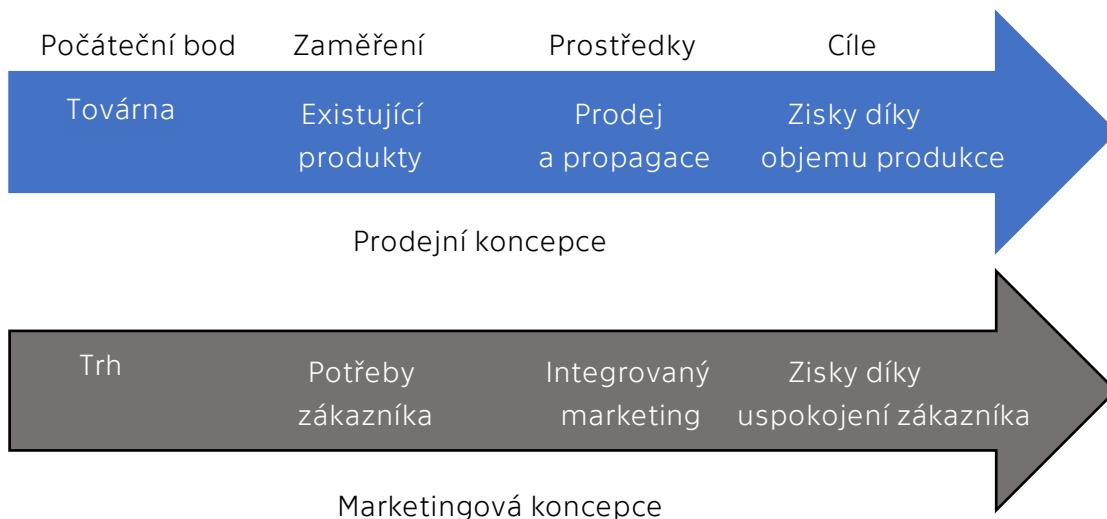 Počáteční bod Zaměření Prostředky Cíle
Továrna Existující Prodej Zisky díky
produkty a propagace objemu produkce
Prodejní koncepce
Trh Potřeby Integrovaný Zisky díky
zákazníka marketing uspokojení zákazníka
Marketingová koncepce